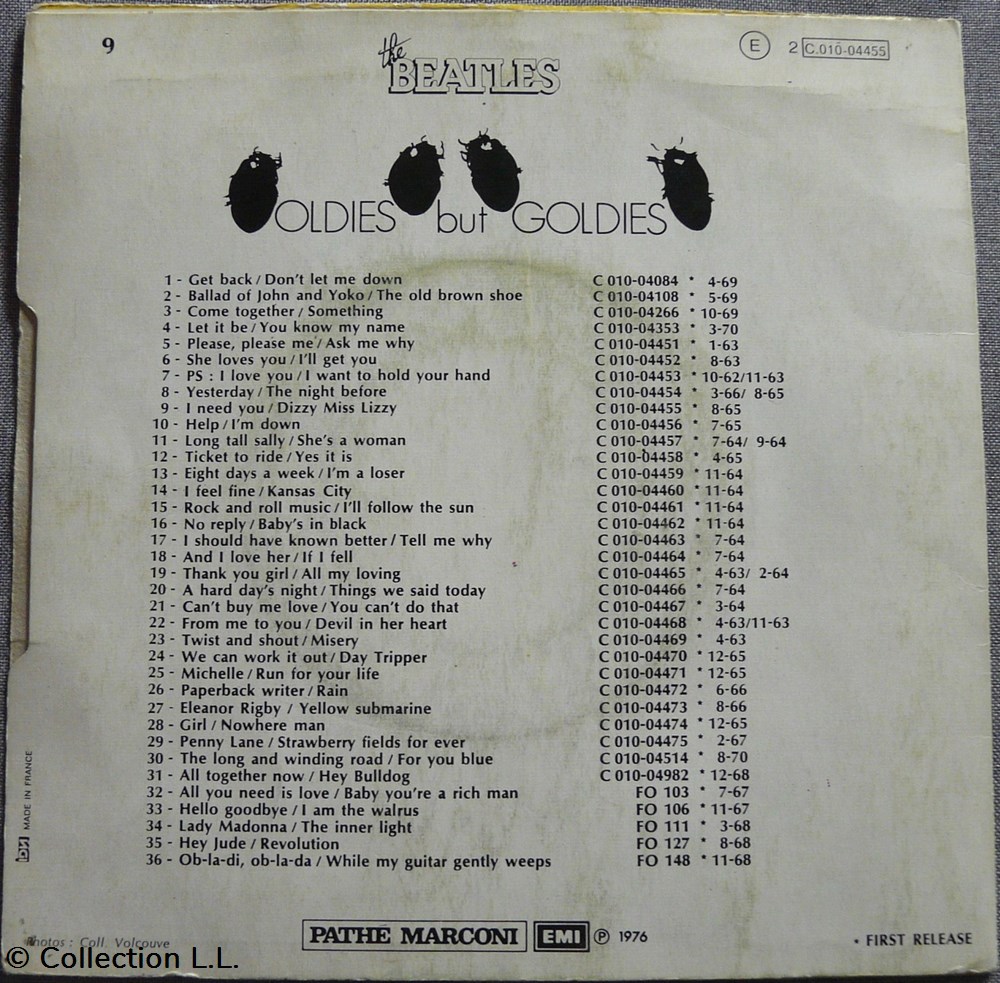 9
the BEATLES
E 2 C.010-04455
OLDIES but GOLDIES
1 - Get back / Don't let me down C 010-04084 * 4-69
2 - Ballad of John and Yoko / The old brown shoe C 010-04108 * 5-69
3 - Come together / Something C 010-04266 * 10-69
4 - Let it be / You know my name C 010-04353 * 3-70
5 - Please, please me / Ask me why C 010-04451 * 1-63
6 - She loves you / I'll get you C 010-04452 * 8-63
7 - PS : I love you / I want to hold your hand C 010-04453 * 10-62/11-63
8 - Yesterday / The night before C 010-04454 * 3-66/ 8-65
9 - I need you / Dizzy Miss Lizzy C 010-04455 * 8-65
10 - Help / I'm down C 010-04456 * 7-65
11 - Long tall sally / She's a woman C 010-04457 * 7-64/ 9-64
12 - Ticket to ride / Yes it is C 010-04458 * 4-65
13 - Eight days a week / I'm a loser C 010-04459 * 11-64
14 - I feel fine / Kansas City C 010-04460 * 11-64
15 - Rock and roll music / I'll follow the sun C 010-04461 * 11-64
16 - No reply / Baby's in black C 010-04462 * 11-64
17 - I should have known better / Tell me why C 010-04463 * 7-64
18 - And I love her / If I fell C 010-04464 * 7-64
19 - Thank you girl / All my loving C 010-04465 * 4-63/ 2-64
20 - A hard day's night / Things we said today C 010-04466 * 7-64
21 - Can't buy me love / You can't do that C 010-04467 * 3-64
22 - From me to you / Devil in her heart C 010-04468 * 4-63/11-63
23 - Twist and shout / Misery C 010-04469 * 4-63
24 - We can work it out / Day Tripper C 010-04470 * 12-65
25 - Michelle / Run for your life C 010-04471 * 12-65
26 - Paperback writer / Rain C 010-04472 * 6-66
27 - Eleanor Rigby / Yellow submarine C 010-04473 * 8-66
28 - Girl / Nowhere man C 010-04474 * 12-65
29 - Penny Lane / Strawberry fields for ever C 010-04475 * 2-67
30 - The long and winding road / For you blue C 010-04514 * 8-70
31 - All together now / Hey Bulldog C 010-04982 * 12-68
32 - All you need is love / Baby you're a rich man FO 103 * 7-67
33 - Hello goodbye / I am the walrus FO 106 * 11-67
34 - Lady Madonna / The inner light FO 111 * 3-68
35 - Hey Jude / Revolution FO 127 * 8-68
36 - Ob-la-di, ob-la-da / While my guitar gently weeps FO 148 * 11-68
MADE IN FRANCE
Photos : Coll. Volcouve
PATHE MARCONI EMI ℗ 1976
* FIRST RELEASE
© Collection L.L.